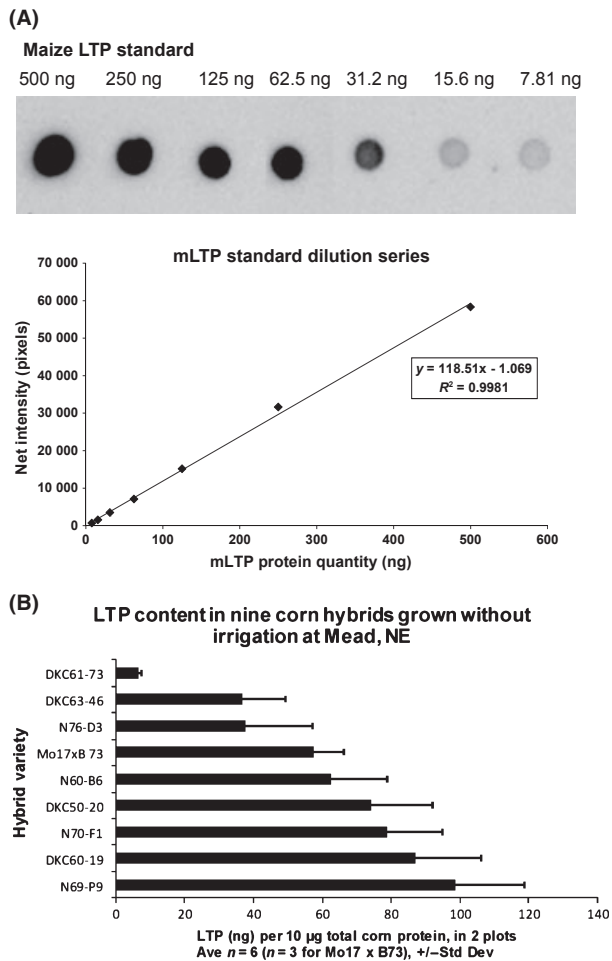 (A)
Maize LTP standard
500 ng 250 ng 125 ng 62.5 ng 31.2 ng 15.6 ng 7.81 ng
mLTP standard dilution series
70 000
60 000
50 000
40 000
30 000
20 000
10 000
0
Net intensity (pixels)
y = 118.51x - 1.069
R² = 0.9981
0 100 200 300 400 500 600
mLTP protein quantity (ng)
(B)
LTP content in nine corn hybrids grown without
irrigation at Mead, NE
Hybrid variety
DKC61-73
DKC63-46
N76-D3
Mo17xB 73
N60-B6
DKC50-20
N70-F1
DKC60-19
N69-P9
0 20 40 60 80 100 120 140
LTP (ng) per 10 µg total corn protein, in 2 plots
Ave n = 6 (n = 3 for Mo17 x B73), +/−Std Dev